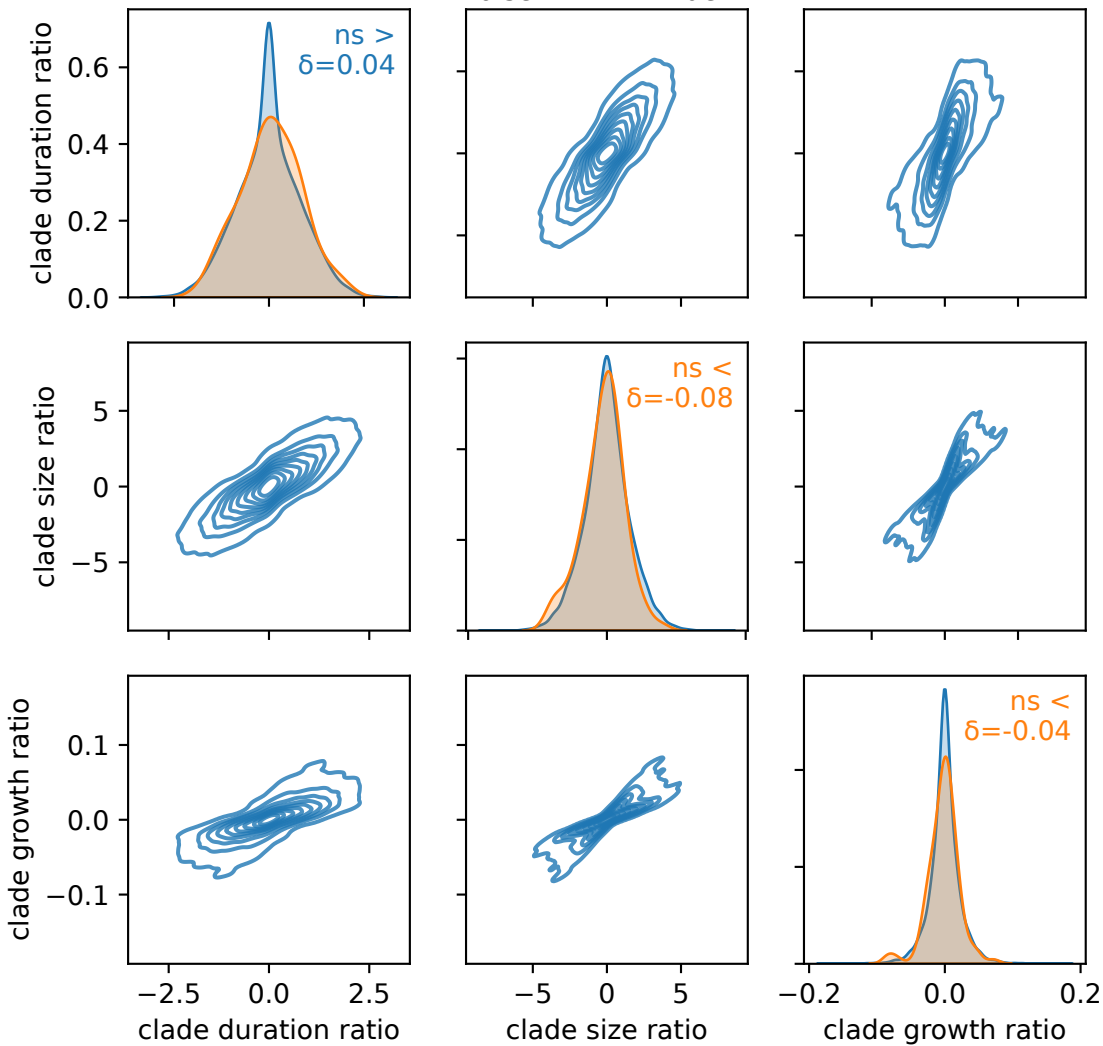 clade duration ratio
0.6
0.4
0.2
0.0
ns >
δ=0.04
clade size ratio
5
0
−5
ns <
δ=-0.08
clade growth ratio
0.1
0.0
−0.1
ns <
δ=-0.04
−2.5 0.0 2.5
−5 0 5
−0.2 0.0 0.2
clade duration ratio
clade size ratio
clade growth ratio